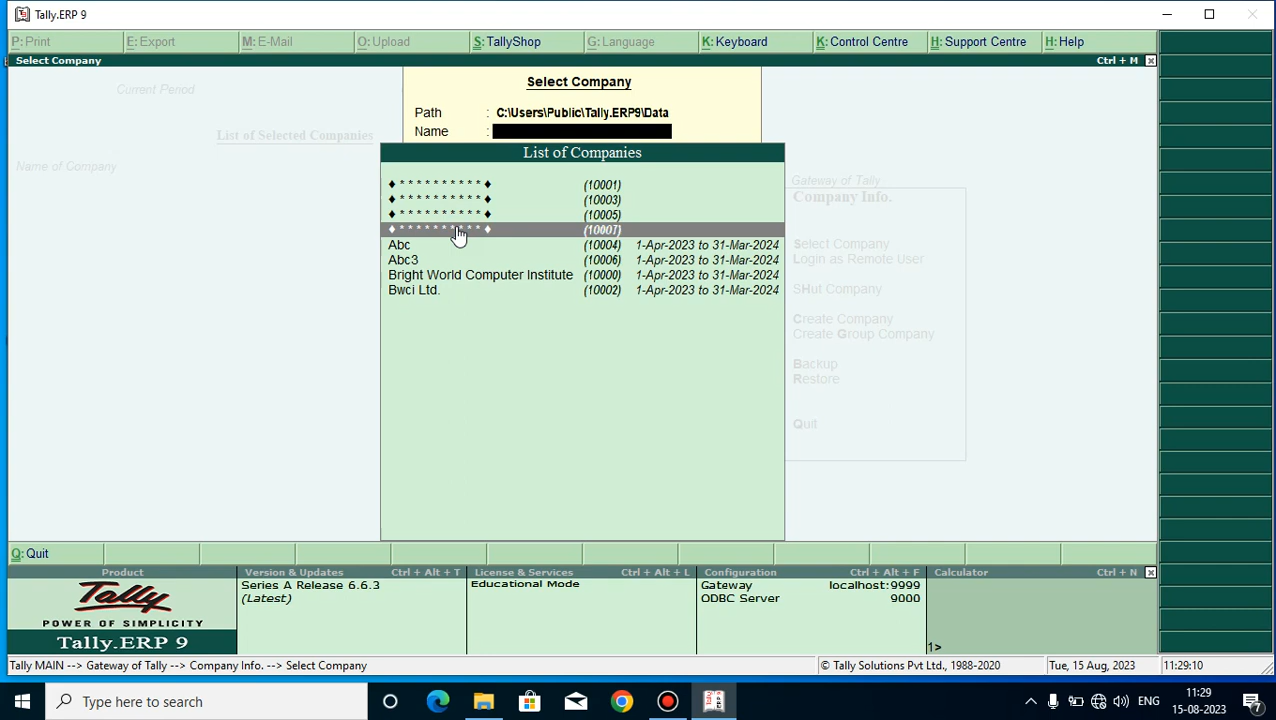 Tally.ERP 9
P: Print E: Export M: E-Mail O: Upload S: TallyShop G: Language K: Keyboard K: Control Centre H: Support Centre H: Help
Select Company Ctrl + M
Current Period
List of Selected Companies
Name of Company
Select Company
Path : C:\Users\Public\Tally.ERP9\Data
Name :
List of Companies
♦ * * * * * * * * * * ♦ (10001)
♦ * * * * * * * * * * ♦ (10003)
♦ * * * * * * * * * * ♦ (10005)
♦ * * * * * * * * * * ♦ (10007)
Abc (10004) 1-Apr-2023 to 31-Mar-2024
Abc3 (10006) 1-Apr-2023 to 31-Mar-2024
Bright World Computer Institute (10000) 1-Apr-2023 to 31-Mar-2024
Bwci Ltd. (10002) 1-Apr-2023 to 31-Mar-2024
Gateway of Tally
Company Info.
Select Company
Login as Remote User
SHut Company
Create Company
Create Group Company
Backup
Restore
Quit
Q: Quit
Product Version & Updates Ctrl + Alt + T License & Services Ctrl + Alt + L Configuration Ctrl + Alt + F Calculator Ctrl + N
Tally
POWER OF SIMPLICITY
Tally.ERP 9
Series A Release 6.6.3
(Latest)
Educational Mode
Gateway localhost:9999
ODBC Server 9000
1>
Tally MAIN --> Gateway of Tally --> Company Info. --> Select Company © Tally Solutions Pvt Ltd., 1988-2020 Tue, 15 Aug, 2023 11:29:10
Type here to search
ENG
11:29
15-08-2023
7